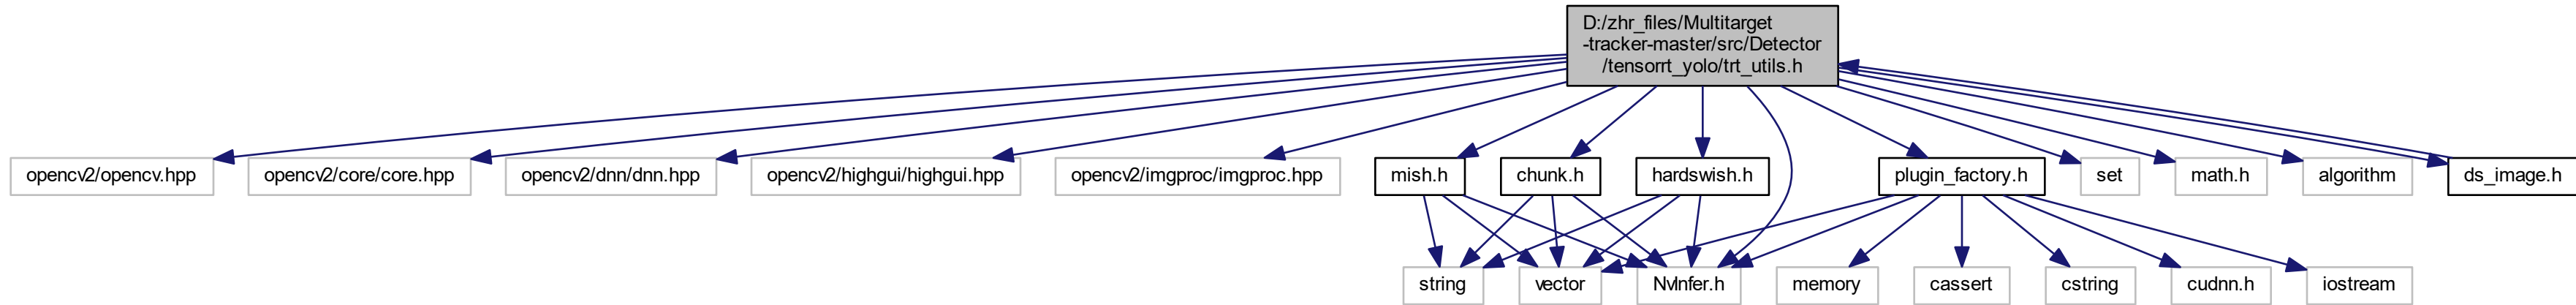 D:/zhr_files/Multitarget
-tracker-master/src/Detector
/tensorrt_yolo/trt_utils.h
opencv2/opencv.hpp
opencv2/core/core.hpp
opencv2/dnn/dnn.hpp
opencv2/highgui/highgui.hpp
opencv2/imgproc/imgproc.hpp
mish.h
chunk.h
hardswish.h
plugin_factory.h
set
math.h
algorithm
ds_image.h
string
vector
NvInfer.h
memory
cassert
cstring
cudnn.h
iostream